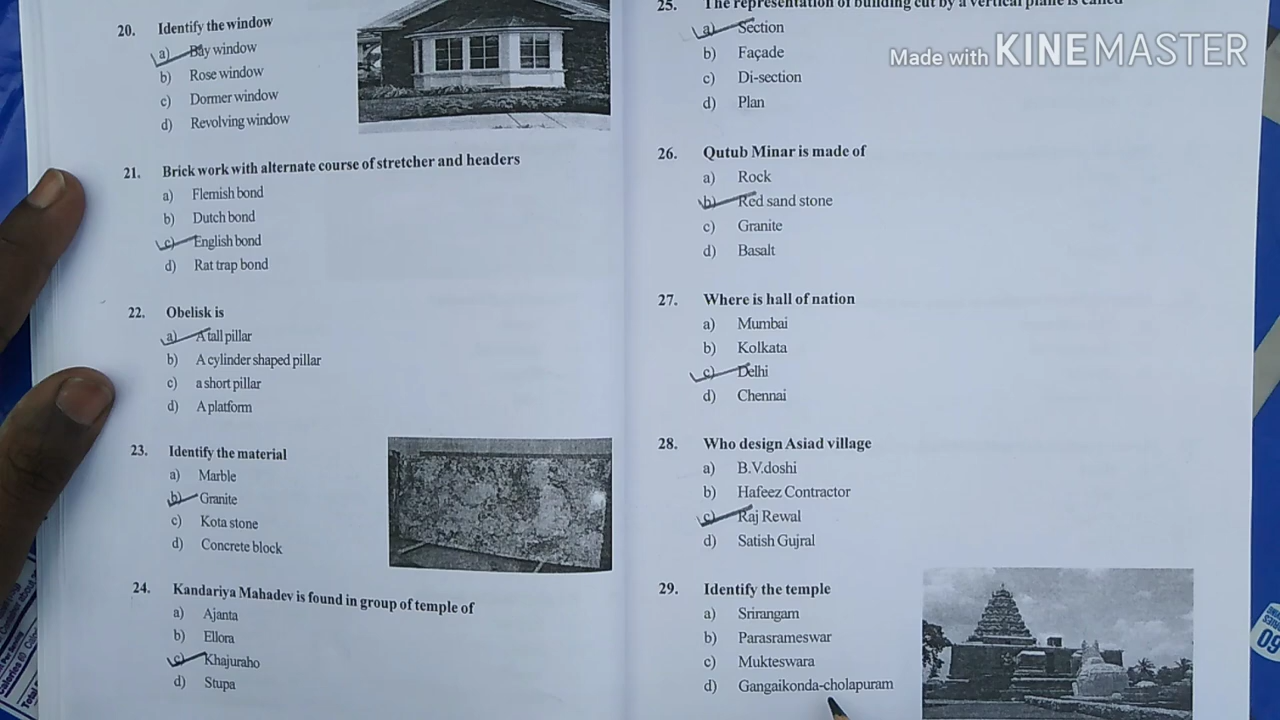 20. Identify the window
a) Bay window
b) Rose window
c) Dormer window
d) Revolving window
21. Brick work with alternate course of stretcher and headers
a) Flemish bond
b) Dutch bond
c) English bond
d) Rat trap bond
22. Obelisk is
a) A tall pillar
b) A cylinder shaped pillar
c) a short pillar
d) A platform
23. Identify the material
a) Marble
b) Granite
c) Kota stone
d) Concrete block
24. Kandariya Mahadev is found in group of temple of
a) Ajanta
b) Ellora
c) Khajuraho
d) Stupa
25. The representation of building cut by a vertical plane is called
a) Section
b) Façade
c) Di-section
d) Plan
Made with KINEMASTER
26. Qutub Minar is made of
a) Rock
b) Red sand stone
c) Granite
d) Basalt
27. Where is hall of nation
a) Mumbai
b) Kolkata
c) Delhi
d) Chennai
28. Who design Asiad village
a) B.V.doshi
b) Hafeez Contractor
c) Raj Rewal
d) Satish Gujral
29. Identify the temple
a) Srirangam
b) Parasrameswar
c) Mukteswara
d) Gangaikonda-cholapuram
09